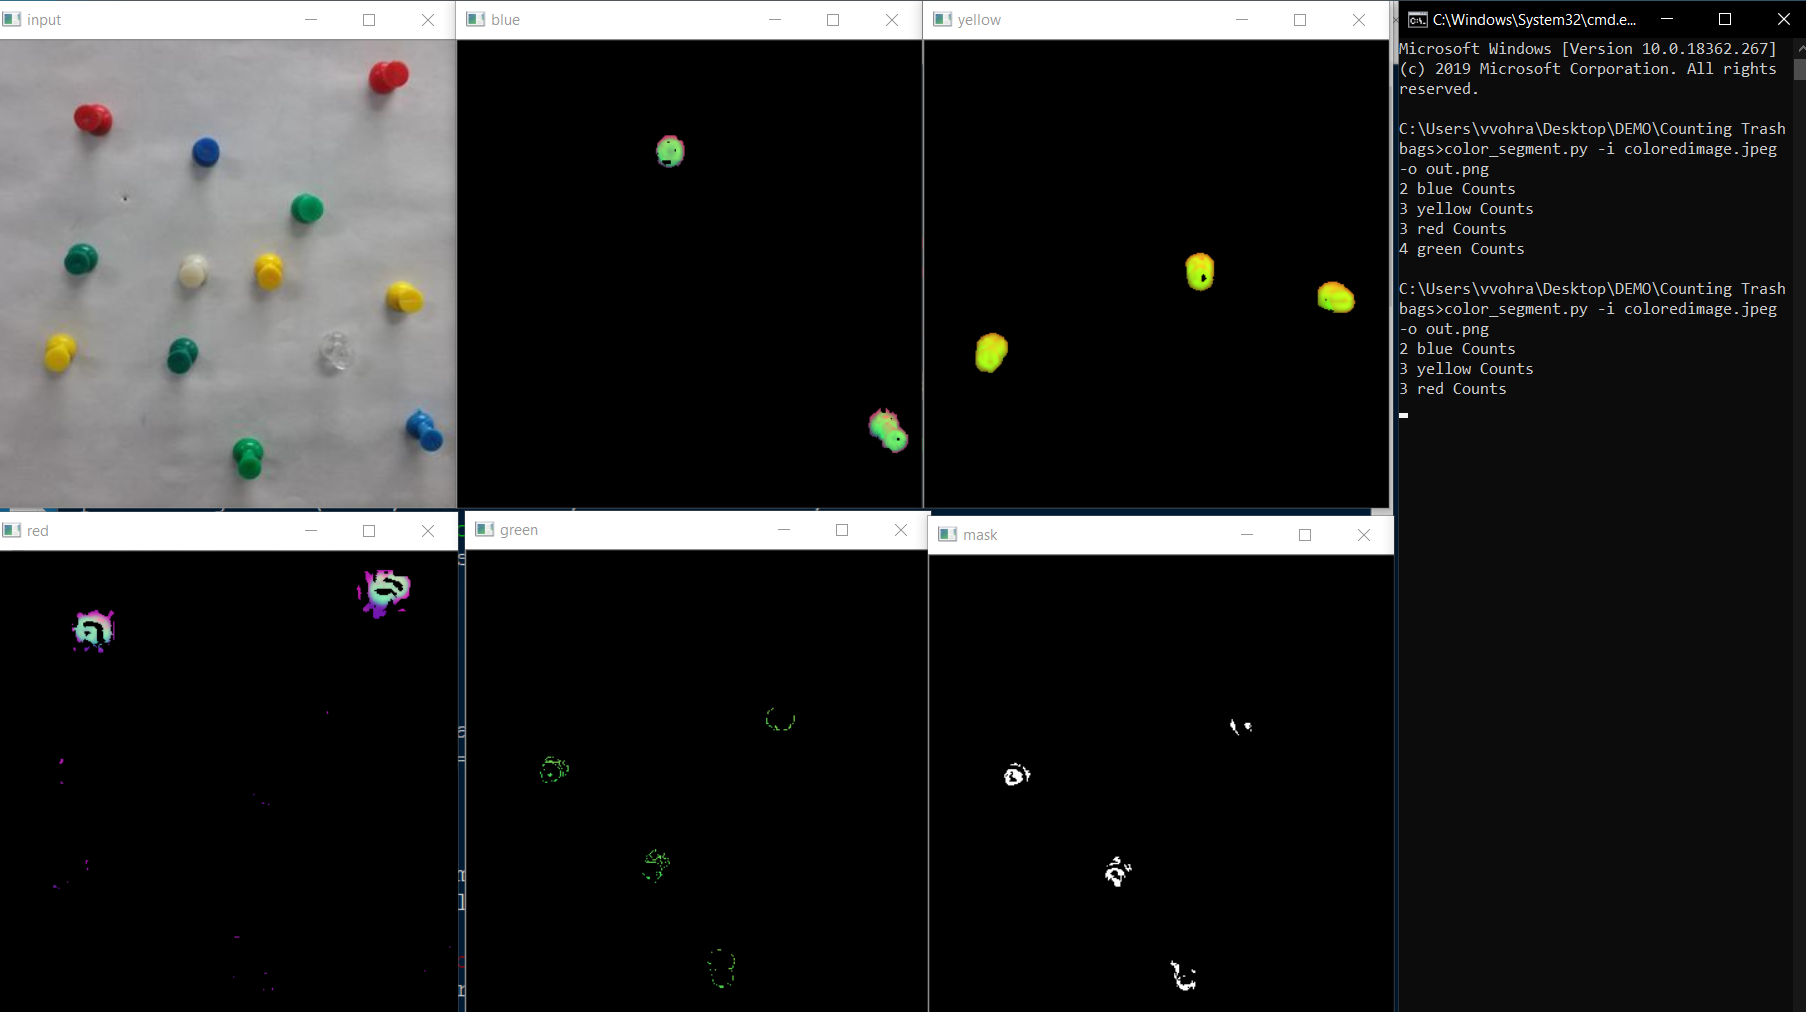 input
blue
yellow
C:\Windows\System32\cmd.e...
Microsoft Windows [Version 10.0.18362.267]
(c) 2019 Microsoft Corporation. All rights
reserved.
C:\Users\vvohra\Desktop\DEMO\Counting Trash
bags>color_segment.py -i coloredimage.jpeg
-o out.png
2 blue Counts
3 yellow Counts
3 red Counts
4 green Counts
C:\Users\vvohra\Desktop\DEMO\Counting Trash
bags>color_segment.py -i coloredimage.jpeg
-o out.png
2 blue Counts
3 yellow Counts
3 red Counts
red
green
mask